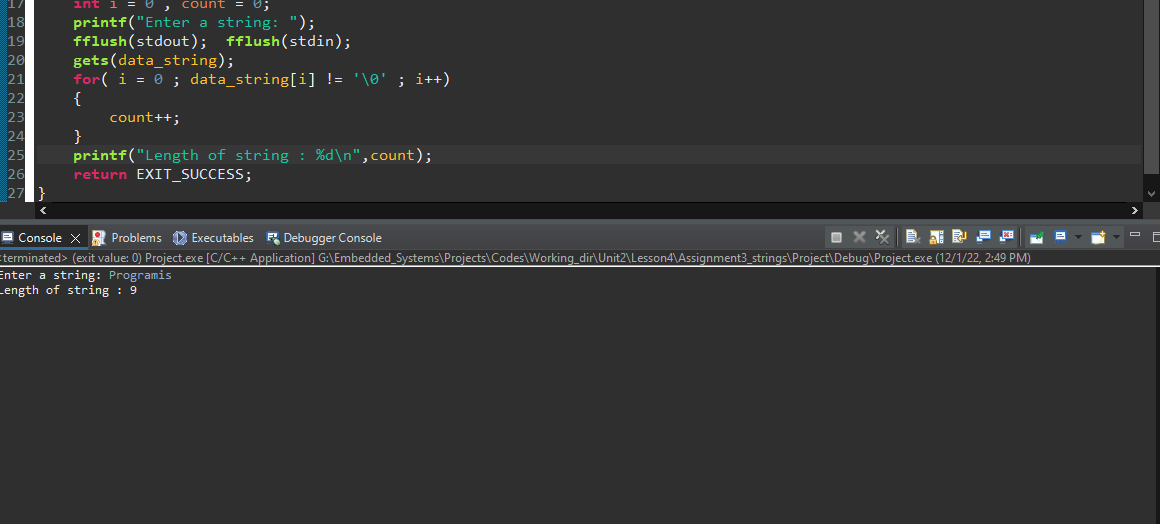 17 int i = 0 , count = 0;
18 printf("Enter a string: ");
19 fflush(stdout); fflush(stdin);
20 gets(data_string);
21 for( i = 0 ; data_string[i] != '\0' ; i++)
22 {
23 count++;
24 }
25 printf("Length of string : %d\n",count);
26 return EXIT_SUCCESS;
27 }
Console Problems Executables Debugger Console
<terminated> (exit value: 0) Project.exe [C/C++ Application] G:\Embedded_Systems\Projects\Codes\Working_dir\Unit2\Lesson4\Assignment3_strings\Project\Debug\Project.exe (12/1/22, 2:49 PM)
Enter a string: Programis
Length of string : 9